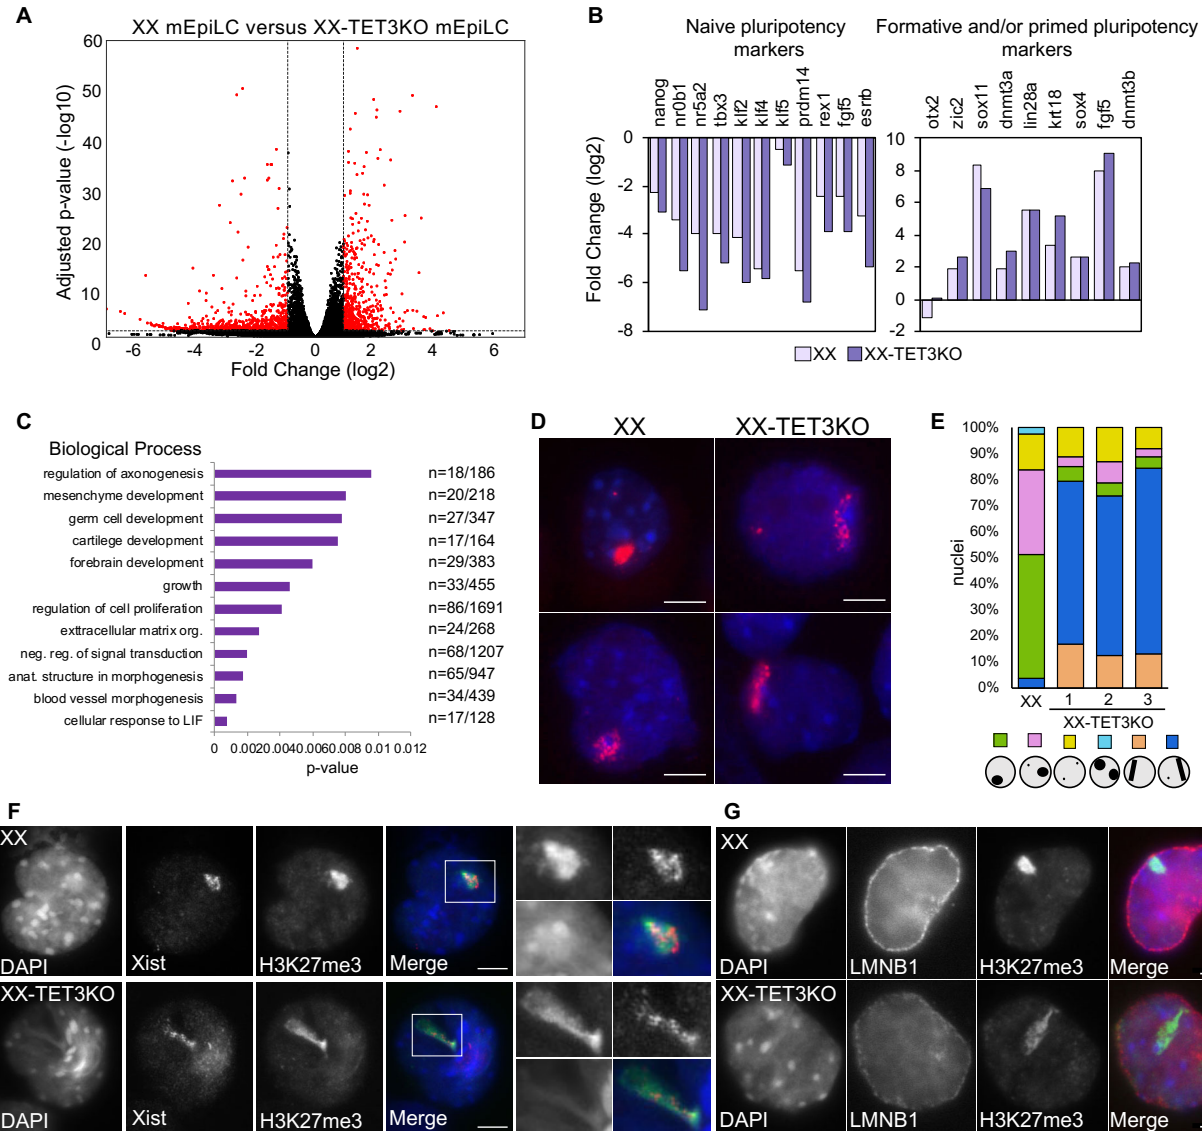 A
XX mEpiLC versus XX-TET3KO mEpiLC
Adjusted p-value (-log10)
60
50
40
30
20
10
0
-6 -4 -2 0 2 4 6
Fold Change (log2)
B
Naive pluripotency
markers
Formative and/or primed pluripotency
markers
nanog
nr0b1
nr5a2
tbx3
klf2
klf4
klf5
prdm14
rex1
fgf5
esrrb
otx2
zic2
sox11
dnmt3a
lin28a
krt18
sox4
fgf5
dnmt3b
Fold Change (log2)
0
-2
-4
-6
-8
10
8
6
4
2
0
-2
XX XX-TET3KO
C
Biological Process
regulation of axonogenesis n=18/186
mesenchyme development n=20/218
germ cell development n=27/347
cartilege development n=17/164
forebrain development n=29/383
growth n=33/455
regulation of cell proliferation n=86/1691
exttracellular matrix org. n=24/268
neg. reg. of signal transduction n=68/1207
anat. structure in morphogenesis n=65/947
blood vessel morphogenesis n=34/439
cellular response to LIF n=17/128
0 0.002 0.004 0.006 0.008 0.01 0.012
p-value
D
XX XX-TET3KO
E
nuclei
100%
90%
80%
70%
60%
50%
40%
30%
20%
10%
0%
XX 1 2 3
XX-TET3KO
F
XX
DAPI Xist H3K27me3 Merge
XX-TET3KO
DAPI Xist H3K27me3 Merge
G
XX
DAPI LMNB1 H3K27me3 Merge
XX-TET3KO
DAPI LMNB1 H3K27me3 Merge